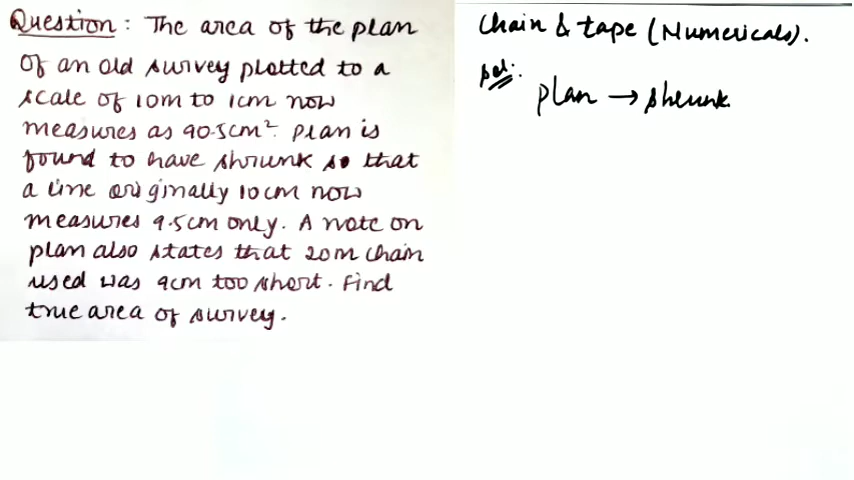 Question: The area of the plan
of an old survey plotted to a
scale of 10m to 1cm now
measures as 90.5cm². Plan is
found to have shrunk so that
a line originally 10cm now
measures 9.5cm only. A note on
plan also states that 20m chain
used was 9cm too short. Find
true area of survey.
Chain & tape (Numericals).
Sol:
plan → shrunk